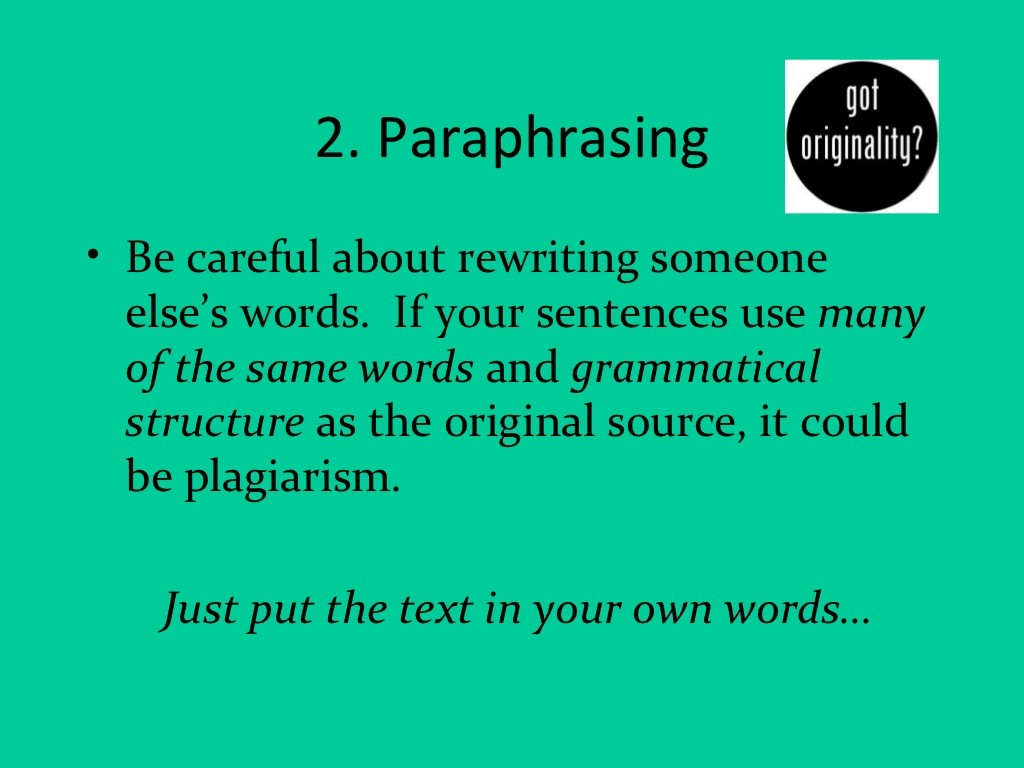 got
originality?
2. Paraphrasing
• Be careful about rewriting someone
else’s words.  If your sentences use many
of the same words and grammatical
structure as the original source, it could
be plagiarism.
Just put the text in your own words…